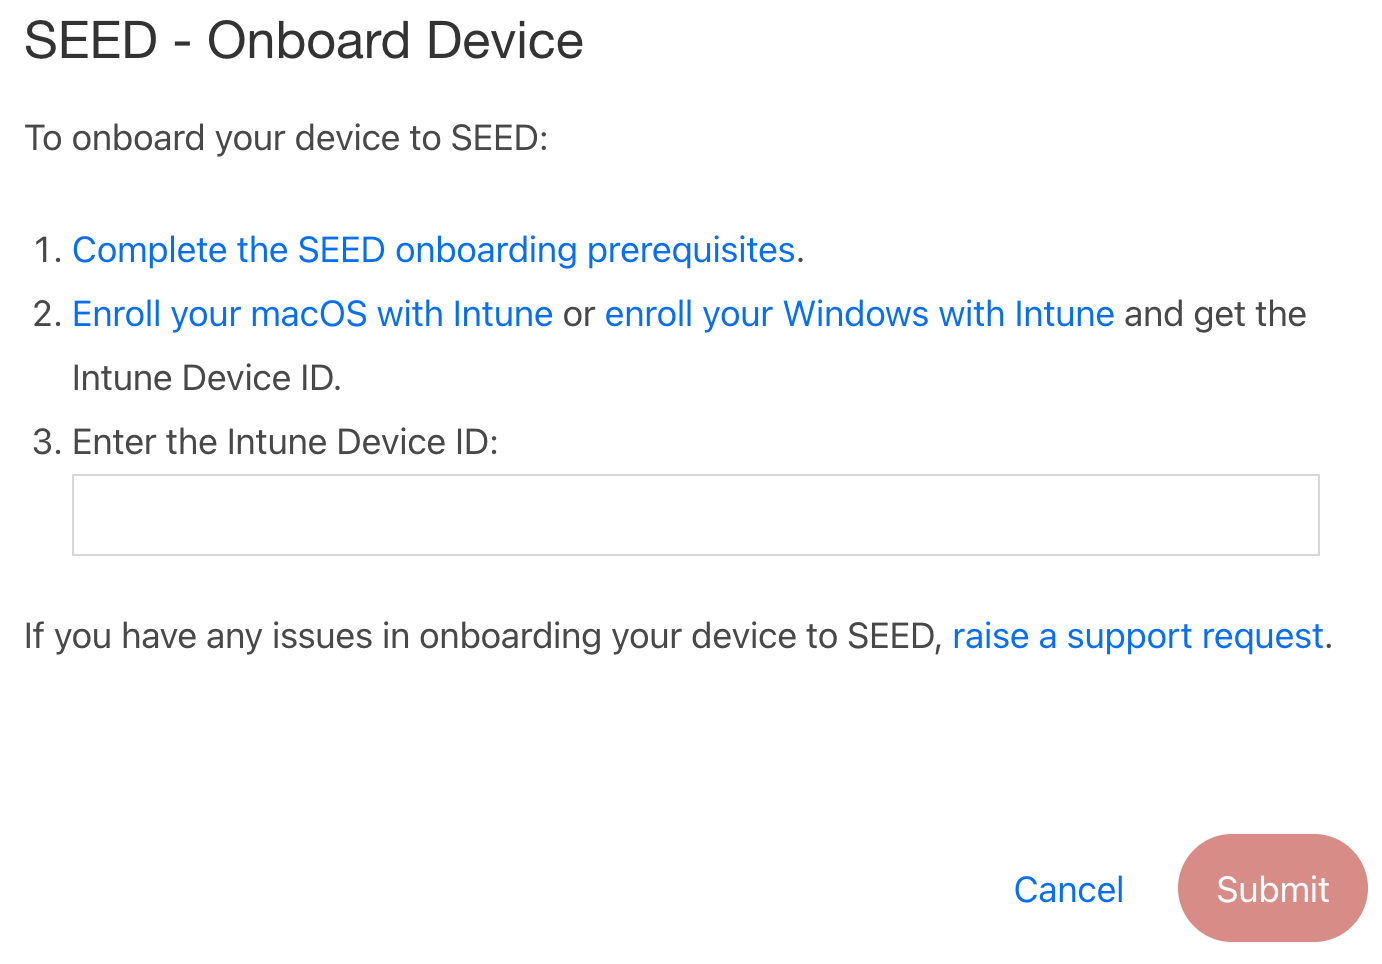 SEED - Onboard Device
To onboard your device to SEED:
1. Complete the SEED onboarding prerequisites.
2. Enroll your macOS with Intune or enroll your Windows with Intune and get the
Intune Device ID.
3. Enter the Intune Device ID:
If you have any issues in onboarding your device to SEED, raise a support request.
Cancel Submit